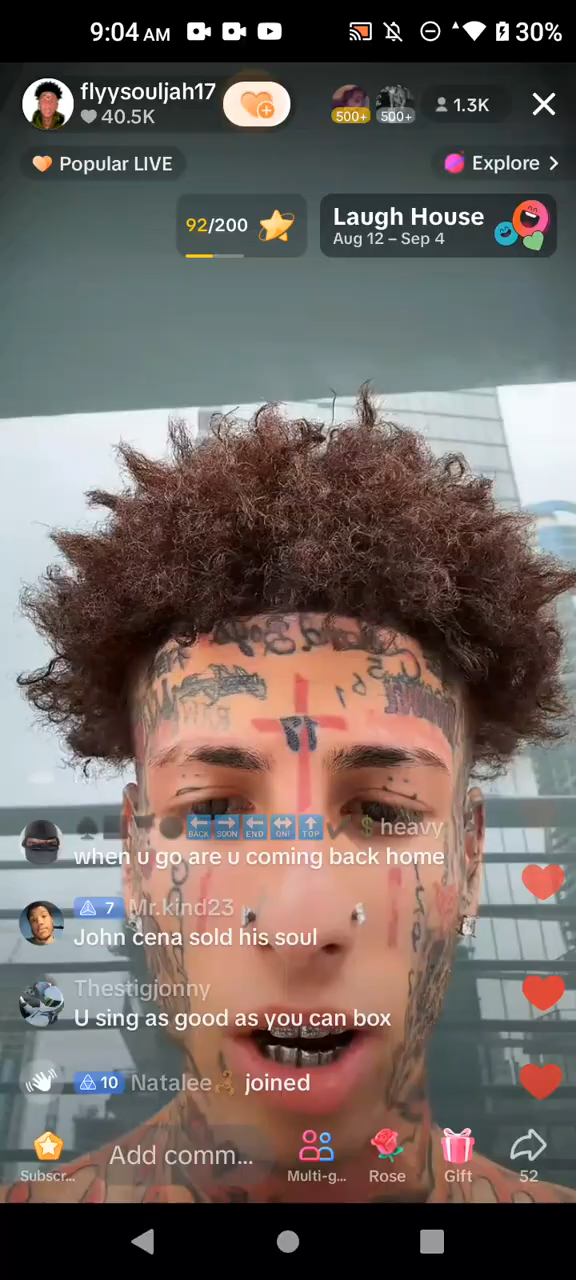 9:04 AM 30%
flyysouljah17
40.5K
500+ 500+ 1.3K
Popular LIVE
Explore >
92/200
Laugh House
Aug 12 – Sep 4
BACK SOON END ON! TOP heavy
when u go are u coming back home
7 Mr.kind23
John cena sold his soul
Thestigjonny
U sing as good as you can box
10 Natalee joined
Subscr... Add comm... Multi-g... Rose Gift 52